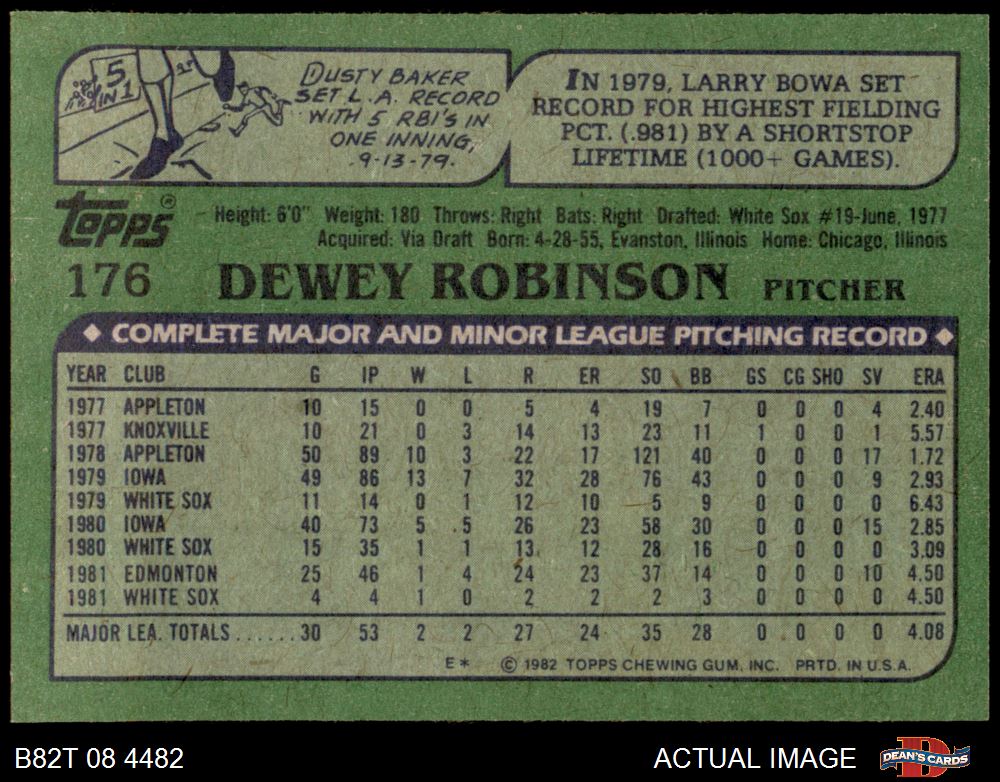 5
IN 1
DUSTY BAKER
SET L.A. RECORD
WITH 5 RBI'S IN
ONE INNING,
9-13-79.
IN 1979, LARRY BOWA SET
RECORD FOR HIGHEST FIELDING
PCT. (.981) BY A SHORTSTOP
LIFETIME (1000+ GAMES).
Topps®
Height: 6'0" Weight: 180 Throws: Right Bats: Right Drafted: White Sox #19-June, 1977
Acquired: Via Draft Born: 4-28-55, Evanston, Illinois Home: Chicago, Illinois
176 DEWEY ROBINSON PITCHER
◆ COMPLETE MAJOR AND MINOR LEAGUE PITCHING RECORD ◆
YEAR CLUB G IP W L R ER SO BB GS CG SHO SV ERA
1977 APPLETON 10 15 0 0 5 4 19 7 0 0 0 4 2.40
1977 KNOXVILLE 10 21 0 3 14 13 23 11 1 0 0 1 5.57
1978 APPLETON 50 89 10 3 22 17 121 40 0 0 0 17 1.72
1979 IOWA 49 86 13 7 32 28 76 43 0 0 0 9 2.93
1979 WHITE SOX 11 14 0 1 12 10 5 9 0 0 0 0 6.43
1980 IOWA 40 73 5 5 26 23 58 30 0 0 0 15 2.85
1980 WHITE SOX 15 35 1 1 13 12 28 16 0 0 0 0 3.09
1981 EDMONTON 25 46 1 4 24 23 37 14 0 0 0 10 4.50
1981 WHITE SOX 4 4 1 0 2 2 2 3 0 0 0 0 4.50
MAJOR LEA. TOTALS ......30 53 2 2 27 24 35 28 0 0 0 0 4.08
E* © 1982 TOPPS CHEWING GUM, INC. PRTD. IN U.S.A.
B82T 08 4482 ACTUAL IMAGE DEAN'S CARDS